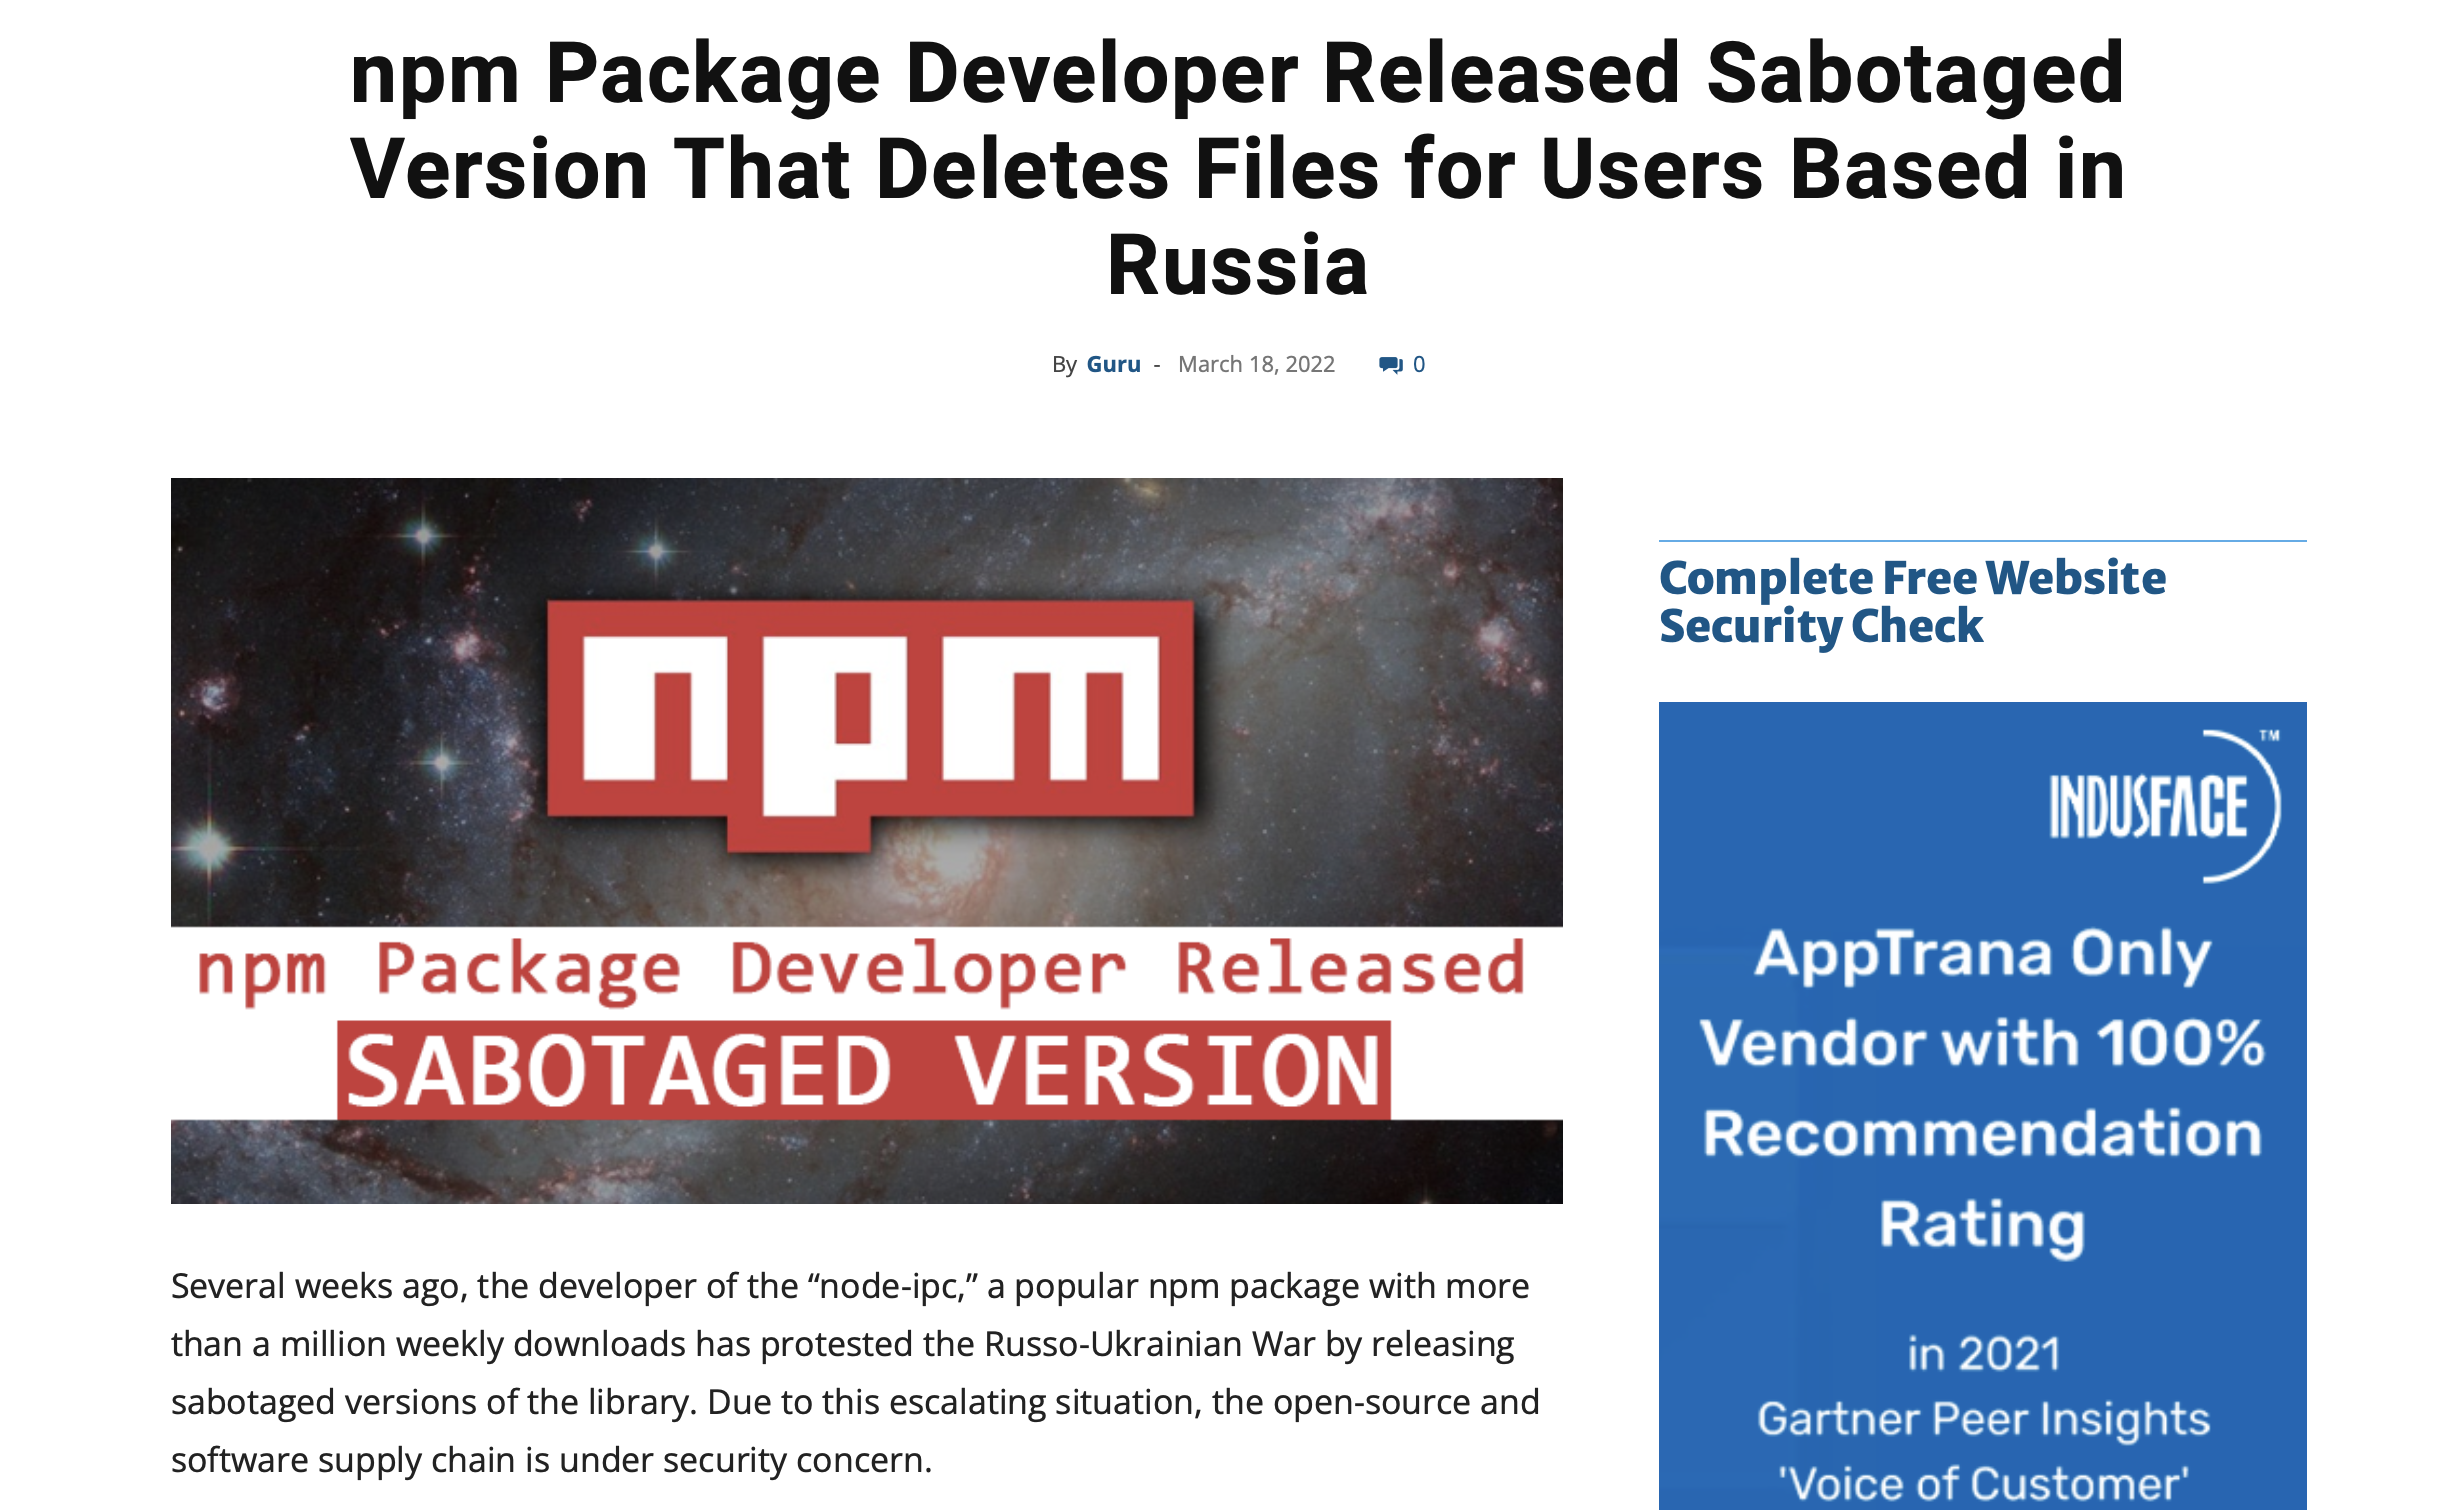 npm Package Developer Released Sabotaged
Version That Deletes Files for Users Based in
Russia
By Guru - March 18, 2022 0
npm
npm Package Developer Released
SABOTAGED VERSION
Several weeks ago, the developer of the “node-ipc,” a popular npm package with more
than a million weekly downloads has protested the Russo-Ukrainian War by releasing
sabotaged versions of the library. Due to this escalating situation, the open-source and
software supply chain is under security concern.
Complete Free Website
Security Check
INDUSFACE TM
AppTrana Only
Vendor with 100%
Recommendation
Rating
in 2021
Gartner Peer Insights
'Voice of Customer'